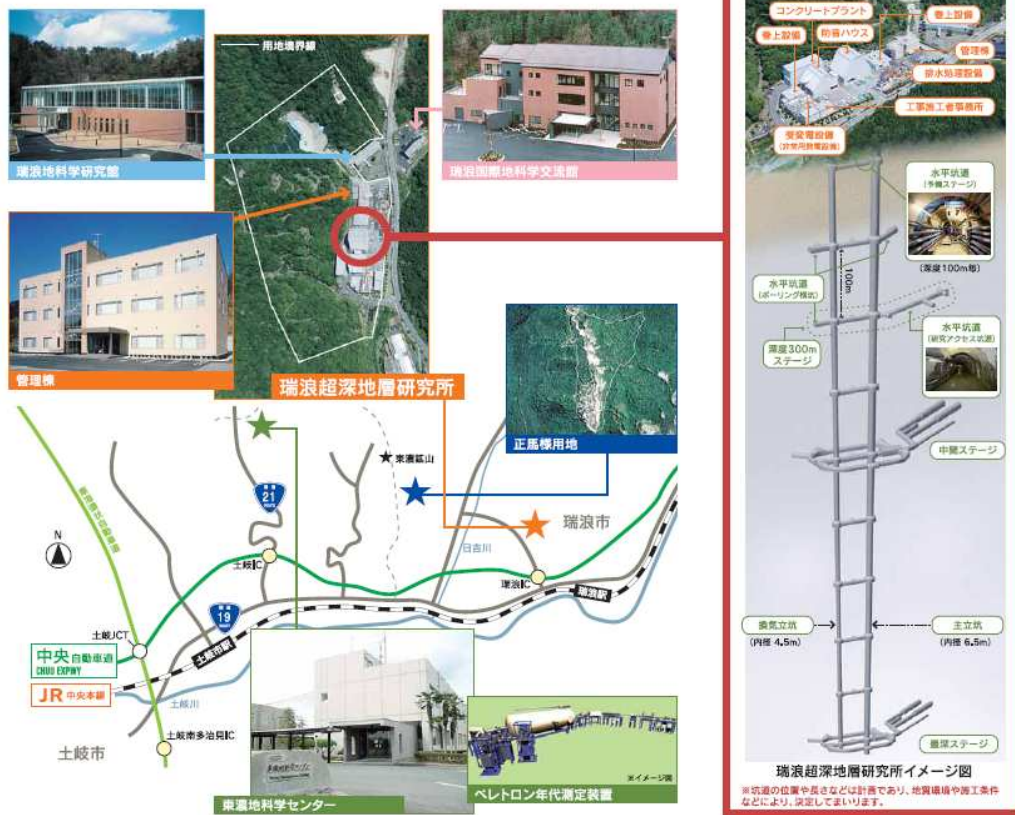 用地境界線
瑞浪地科学研究館
瑞浪国際地科学交流館
管理棟
瑞浪超深地層研究所
正馬様用地
東濃鉱山
国道
21
ROUTE
瑞浪市
日吉川
N
土岐IC
瑞浪IC
瑞浪駅
国道
19
ROUTE
土岐JCT
土岐市駅
中央自動車道
CHUO EXPWY
JR 中央本線
土岐川
土岐南多治見IC
土岐市
東濃地科学センター
※イメージ図
ペレトロン年代測定装置
コンクリートプラント
巻上設備
巻上設備
防音ハウス
管理棟
排水処理設備
工事施工者事務所
受変電設備
(非常用発電設備)
水平坑道
(予備ステージ)
(深度100m毎)
100m
水平坑道
(ボーリング横坑)
水平坑道
(研究アクセス坑道)
深度300m
ステージ
中間ステージ
換気立坑
(内径 4.5m)
主立坑
(内径 6.5m)
最深ステージ
瑞浪超深地層研究所イメージ図
※坑道の位置や長さなどは計画であり、地質環境や施工条件
などにより、決定してまいります。